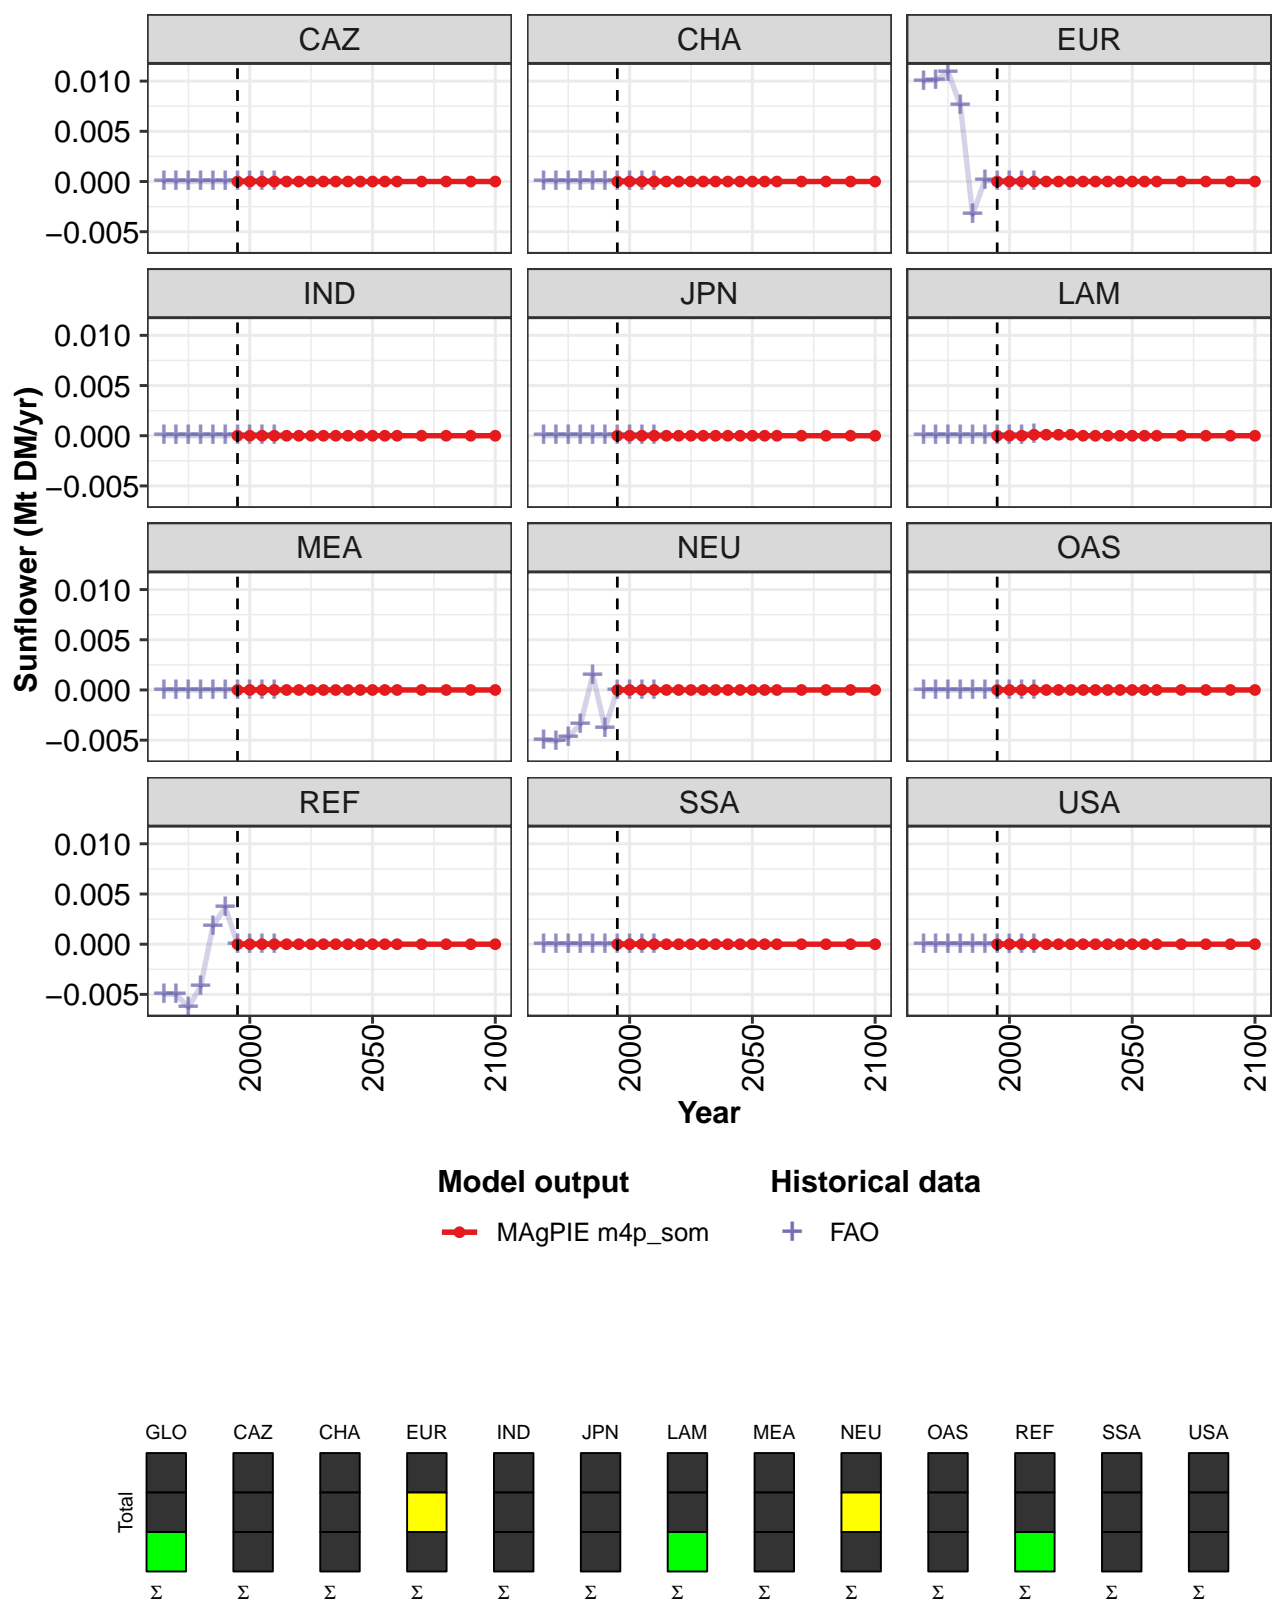 CAZ CHA EUR
0.010
0.005
0.000
−0.005
IND JPN LAM
0.010
0.005
0.000
−0.005
MEA NEU OAS
0.010
0.005
0.000
−0.005
REF SSA USA
0.010
0.005
0.000
−0.005
Sunflower (Mt DM/yr)
2000 2050 2100 2000 2050 2100 2000 2050 2100
Year
Model output Historical data
MAgPIE m4p_som FAO
GLO CAZ CHA EUR IND JPN LAM MEA NEU OAS REF SSA USA
Total
Σ Σ Σ Σ Σ Σ Σ Σ Σ Σ Σ Σ Σ